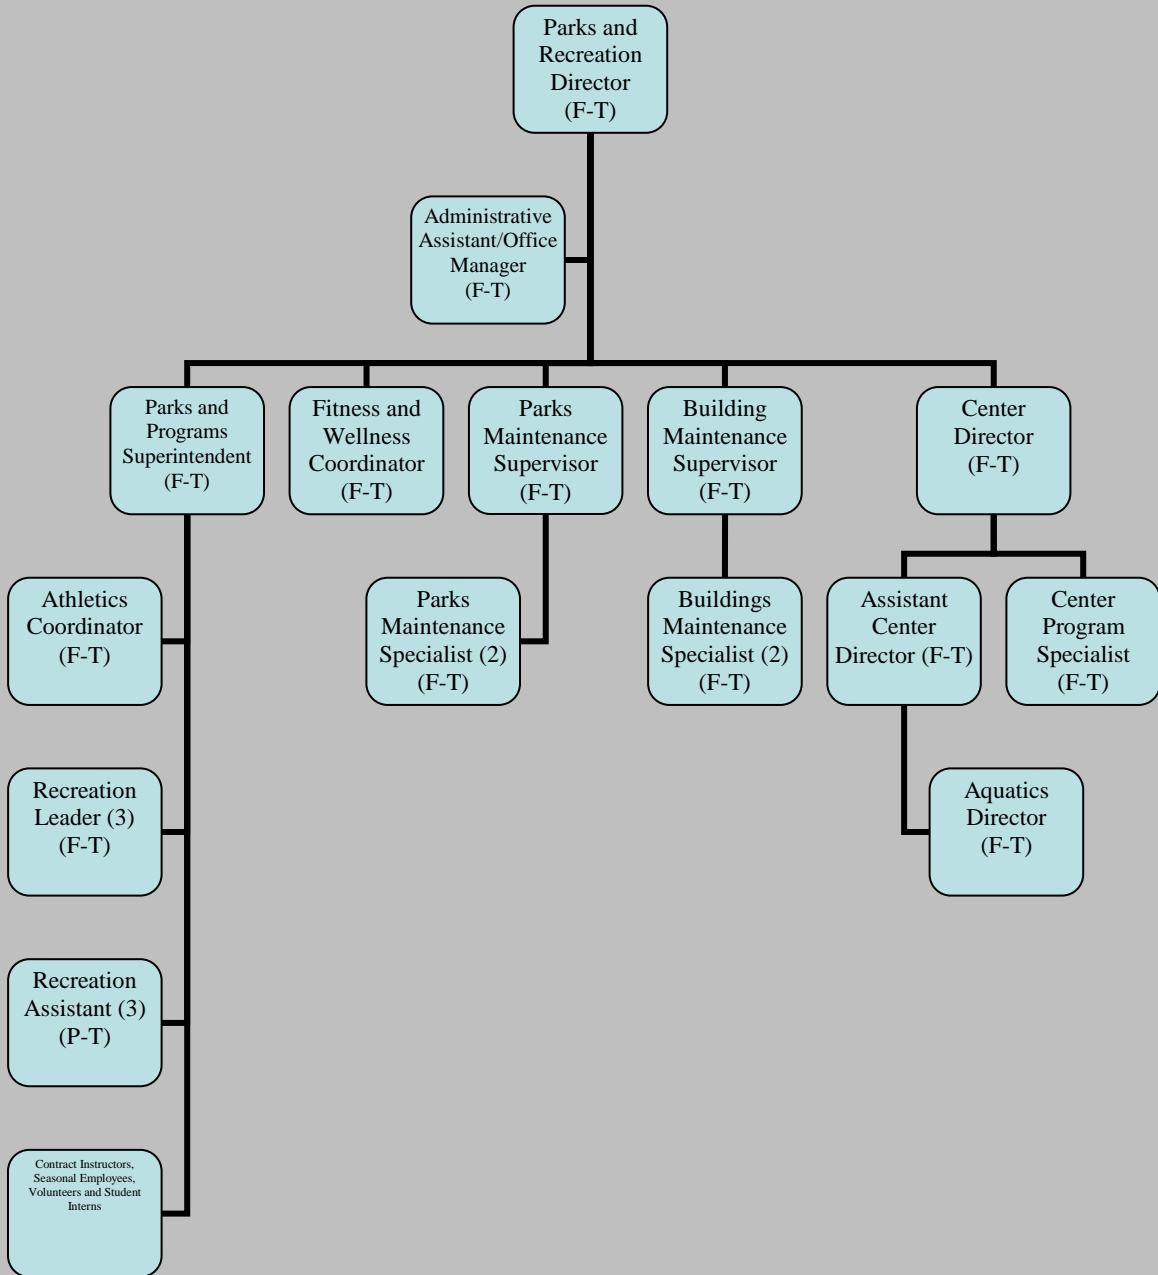 Parks and
Recreation
Director
(F-T)
Administrative
Assistant/Office
Manager
(F-T)
Parks and
Programs
Superintendent
(F-T)
Fitness and
Wellness
Coordinator
(F-T)
Parks
Maintenance
Supervisor
(F-T)
Building
Maintenance
Supervisor
(F-T)
Center
Director
(F-T)
Athletics
Coordinator
(F-T)
Parks
Maintenance
Specialist (2)
(F-T)
Buildings
Maintenance
Specialist (2)
(F-T)
Assistant
Center
Director (F-T)
Center
Program
Specialist
(F-T)
Recreation
Leader (3)
(F-T)
Aquatics
Director
(F-T)
Recreation
Assistant (3)
(P-T)
Contract Instructors,
Seasonal Employees,
Volunteers and Student
Interns